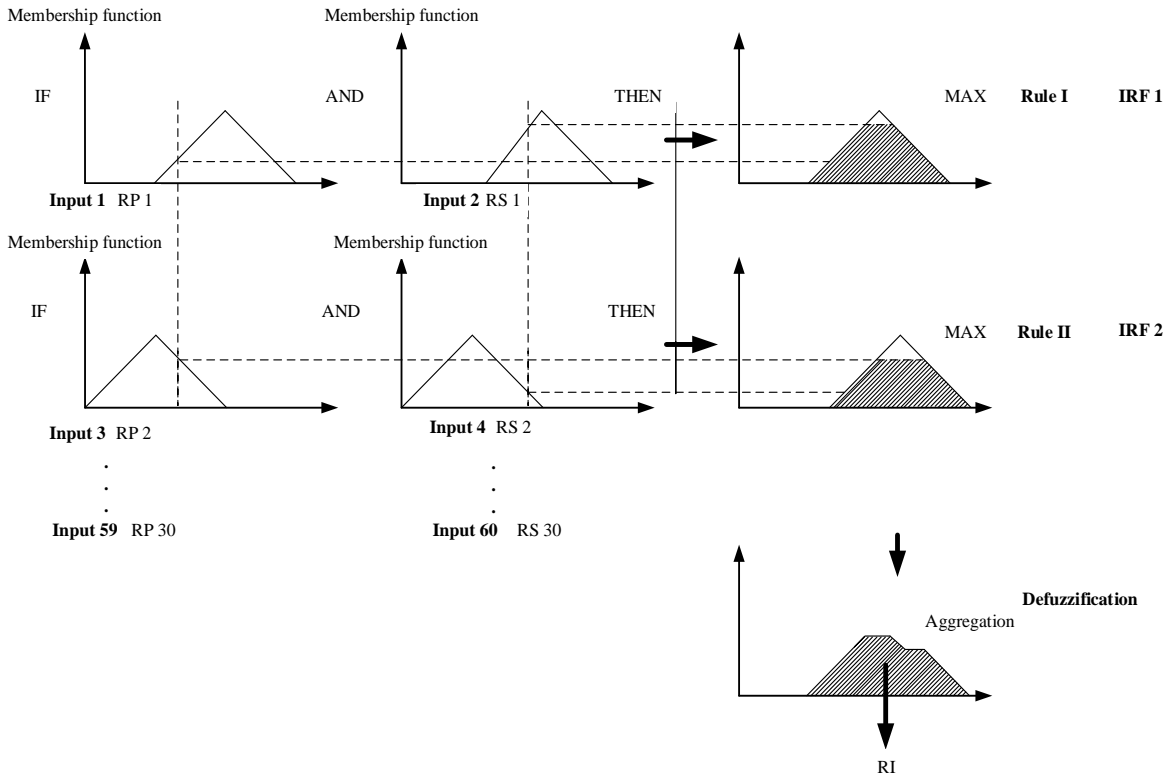 Membership function
Membership function
IF
AND
THEN
MAX
Rule I
IRF 1
Input 1 RP 1
Input 2 RS 1
Membership function
Membership function
IF
AND
THEN
MAX
Rule II
IRF 2
Input 3 RP 2
Input 4 RS 2
.
.
.
.
.
.
Input 59 RP 30
Input 60 RS 30
Defuzzification
Aggregation
RI